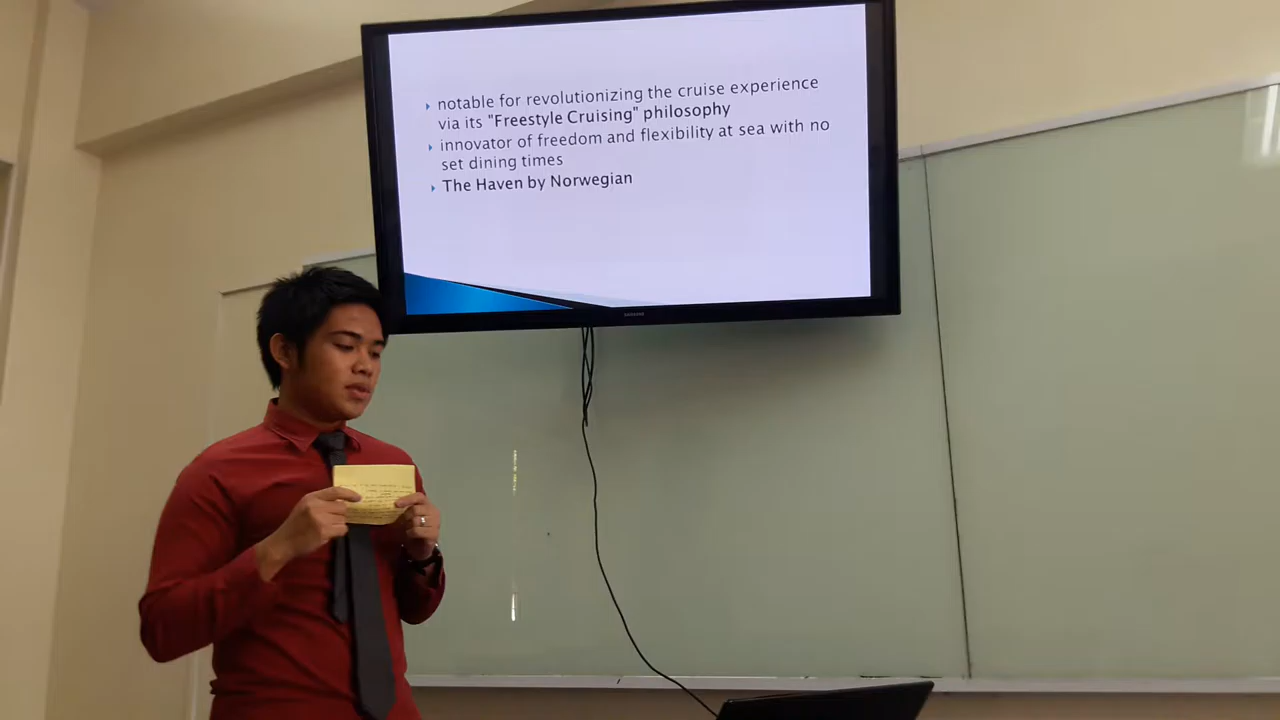 notable for revolutionizing the cruise experience
via its "Freestyle Cruising" philosophy
innovator of freedom and flexibility at sea with no
set dining times
The Haven by Norwegian
SAMSUNG